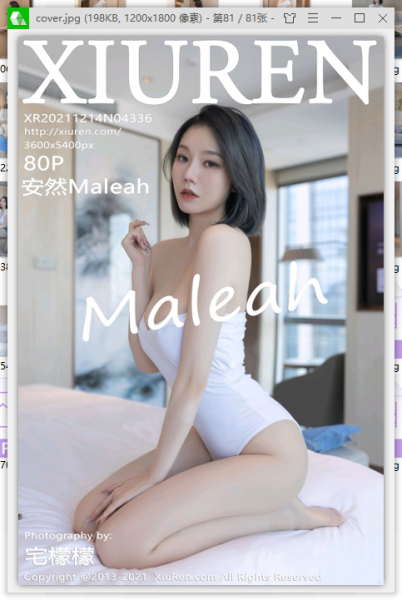 cover.jpg (198KB, 1200x1800 像素) - 第81 / 81张 -
XIUREN
XR20211214N04336
http://xiuren.com/
3600x5400px
80P
安然Maleah
Maleah
Photography by:
宅檬檬
Copyright @2013-2021 XiuRen.com All Rights Reserved